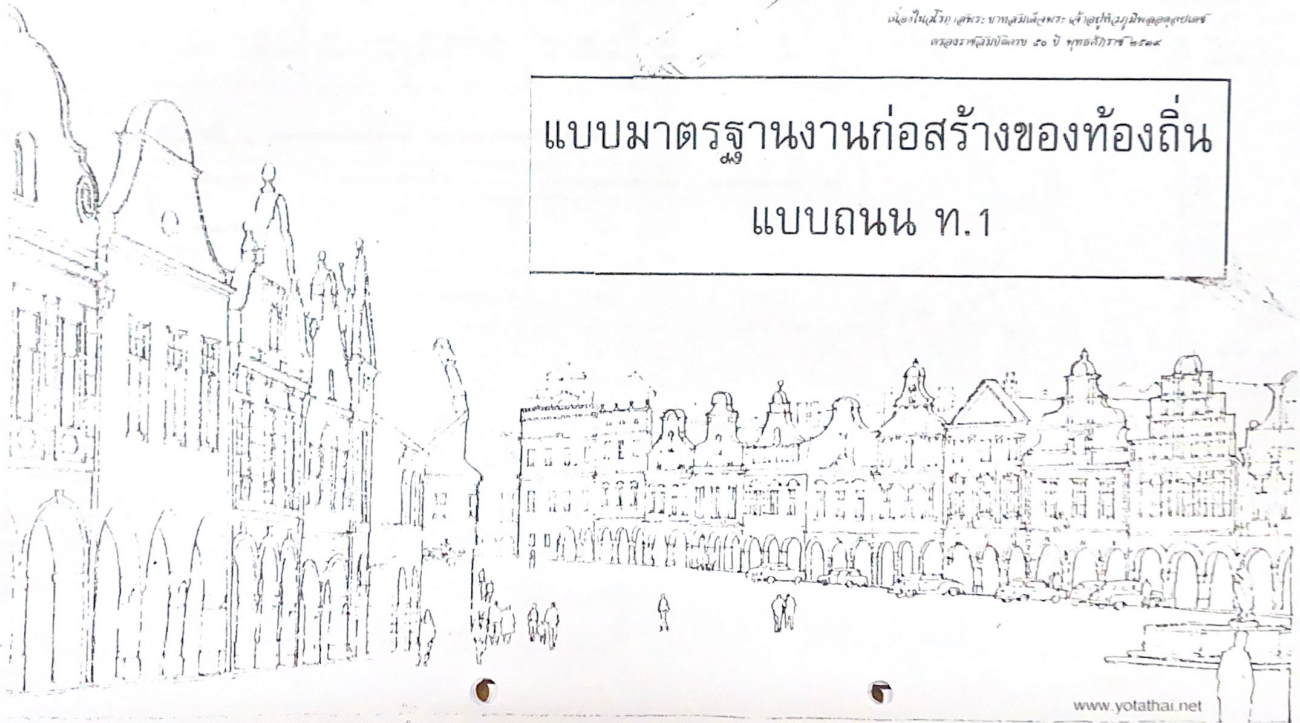 เนื่องในวโรกาสพระบาทสมเด็จพระเจ้าอยู่หัวภูมิพลอดุลยเดช
ครองราชสมบัติครบ ๕๐ ปี พุทธศักราช ๒๕๓๙
แบบมาตรฐานงานก่อสร้างของท้องถิ่น
แบบถนน ท.1
www.yotathai.net